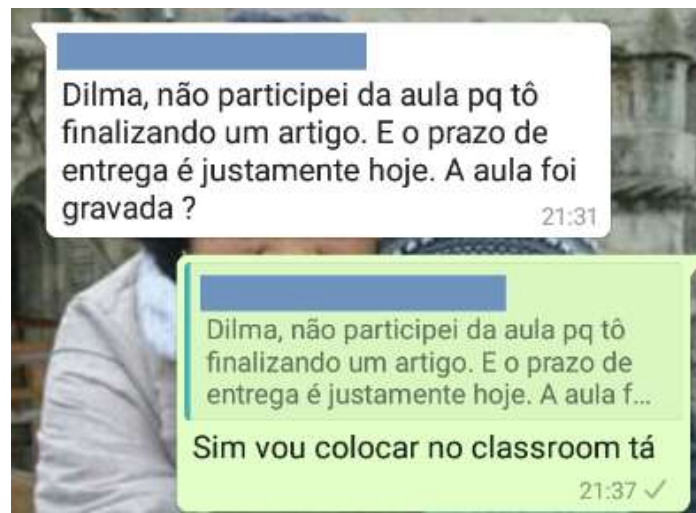 Dilma, não participei da aula pq tô
finalizando um artigo. E o prazo de
entrega é justamente hoje. A aula foi
gravada ?
21:31
Dilma, não participei da aula pq tô
finalizando um artigo. E o prazo de
entrega é justamente hoje. A aula f...
Sim vou colocar no classroom tá
21:37